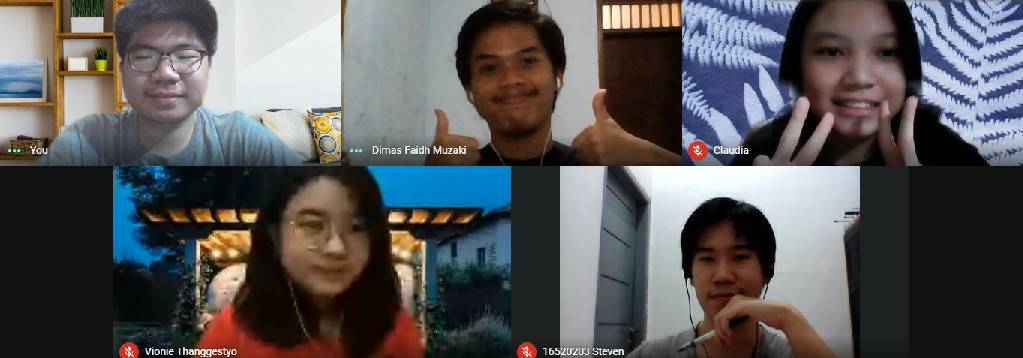 You
Dimas Faidh Muzaki
Claudia
Vionie Thanggestyo
16520203 Steven